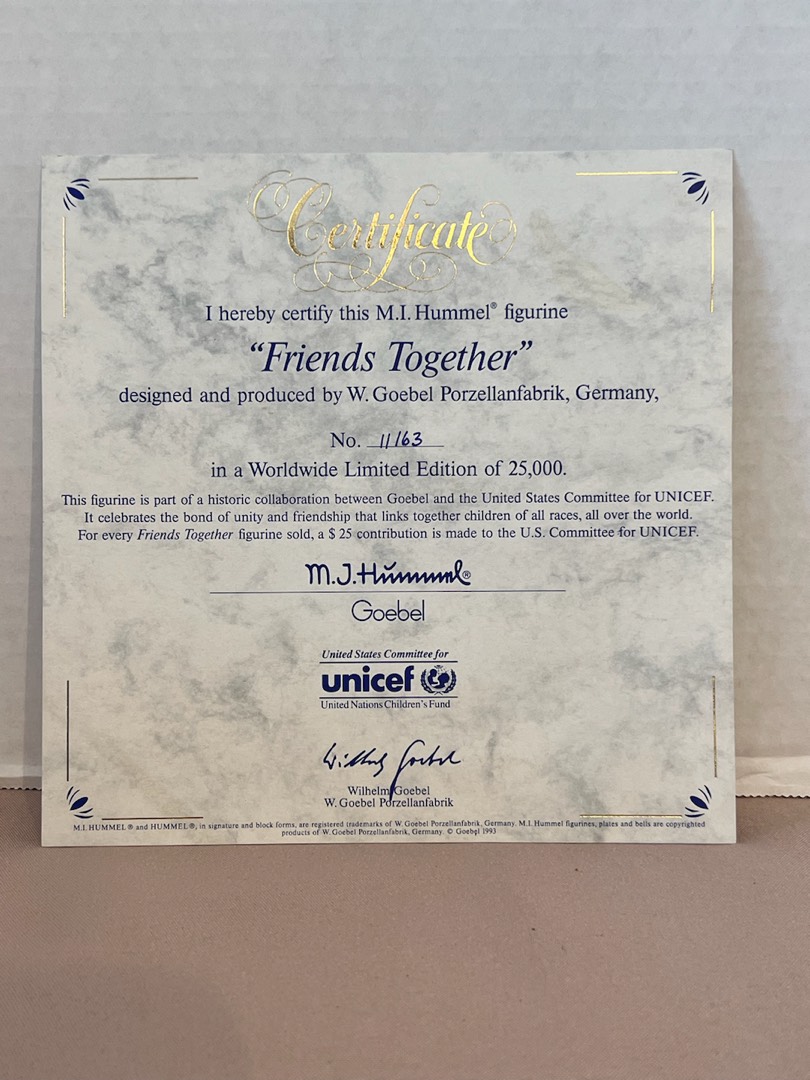 Certificate
I hereby certify this M.I. Hummel® figurine
“Friends Together”
designed and produced by W. Goebel Porzellanfabrik, Germany,
No. 11163
in a Worldwide Limited Edition of 25,000.
This figurine is part of a historic collaboration between Goebel and the United States Committee for UNICEF.
It celebrates the bond of unity and friendship that links together children of all races, all over the world.
For every Friends Together figurine sold, a $ 25 contribution is made to the U.S. Committee for UNICEF.
M.J. Hummel®
Goebel
United States Committee for
unicef
United Nations Children's Fund
Wilhelm Goebel
Wilhelm Goebel
W. Goebel Porzellanfabrik
M.I. HUMMEL ® and HUMMEL ®, in signature and block forms, are registered trademarks of W. Goebel Porzellanfabrik, Germany. M.I. Hummel figurines, plates and bells are copyrighted
products of W. Goebel Porzellanfabrik, Germany. © Goebel 1993